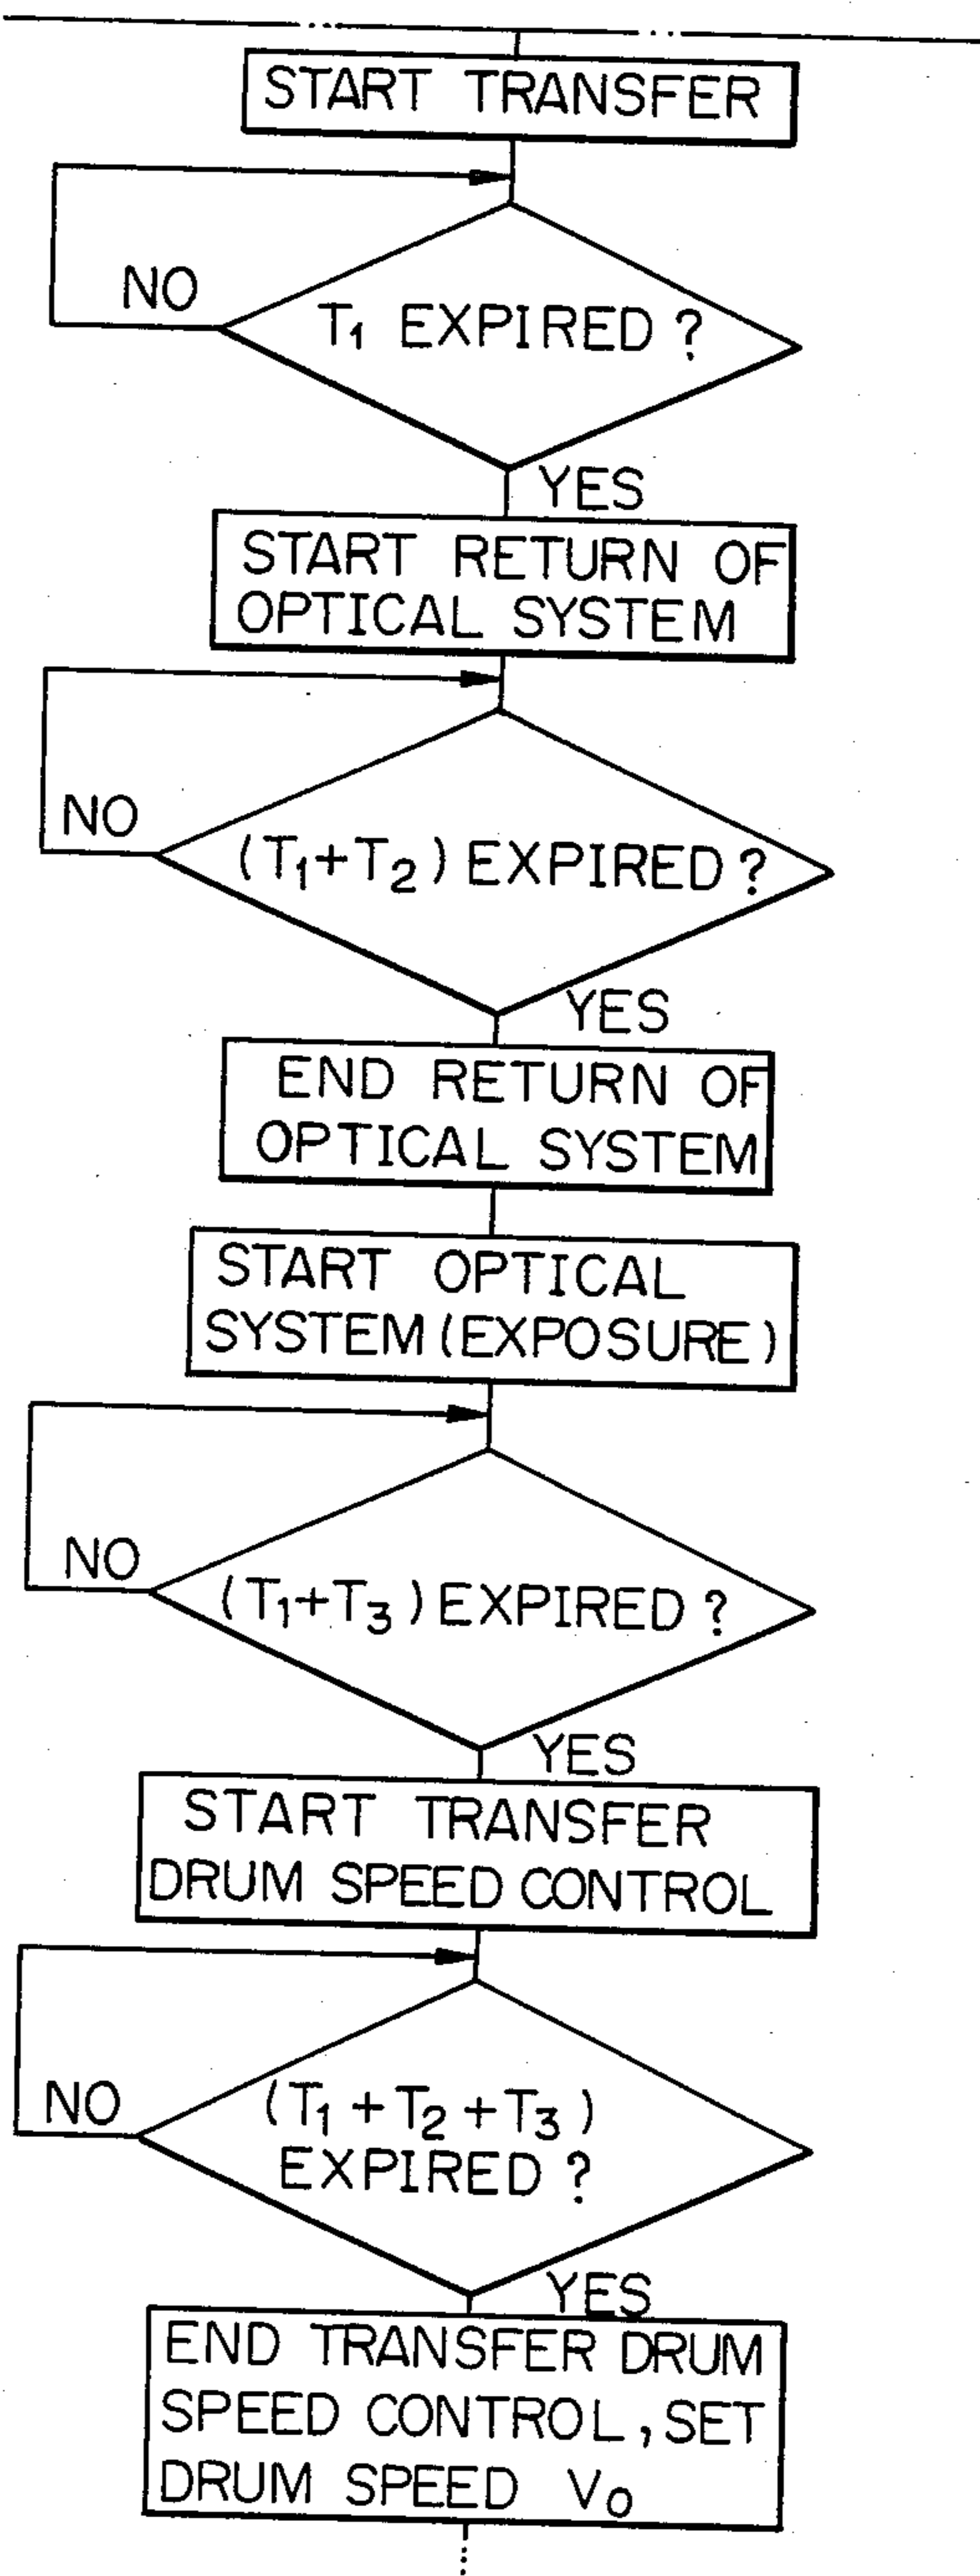 START TRANSFER
NO
T₁ EXPIRED ?
YES
START RETURN OF
OPTICAL SYSTEM
NO
(T₁+T₂) EXPIRED ?
YES
END RETURN OF
OPTICAL SYSTEM
START OPTICAL
SYSTEM (EXPOSURE)
NO
(T₁+T₃) EXPIRED ?
YES
START TRANSFER
DRUM SPEED CONTROL
NO
(T₁ + T₂ + T₃)
EXPIRED ?
YES
END TRANSFER DRUM
SPEED CONTROL, SET
DRUM SPEED V₀